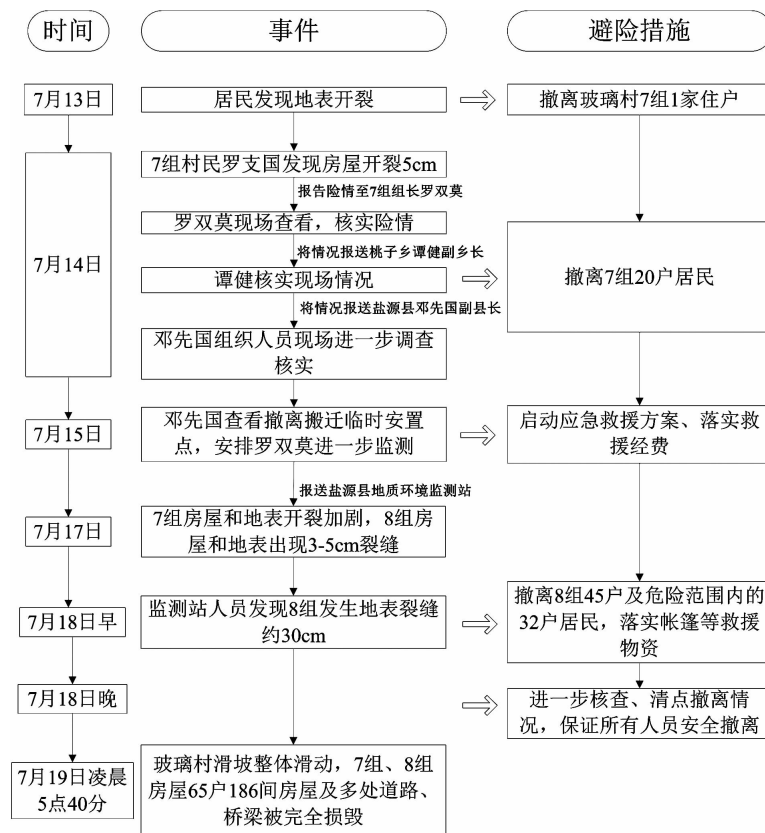 时间
事件
避险措施
7月13日
居民发现地表开裂
撤离玻璃村7组1家住户
7月14日
7组村民罗支国发现房屋开裂5cm
报告险情至7组组长罗双莫
罗双莫现场查看，核实险情
将情况报送桃子乡谭健副乡长
谭健核实现场情况
撤离7组20户居民
将情况报送盐源县邓先国副县长
邓先国组织人员现场进一步调查
核实
7月15日
邓先国查看撤离搬迁临时安置
点，安排罗双莫进一步监测
启动应急救援方案、落实救
援经费
报送盐源县地质环境监测站
7月17日
7组房屋和地表开裂加剧，8组房
屋和地表出现3-5cm裂缝
7月18日早
监测站人员发现8组发生地表裂缝
约30cm
撤离8组45户及危险范围内的
32户居民，落实帐篷等救援
物资
7月18日晚
进一步核查、清点撤离情
况，保证所有人员安全撤离
7月19日凌晨
5点40分
玻璃村滑坡整体滑动，7组、8组
房屋65户186间房屋及多处道路、
桥梁被完全损毁